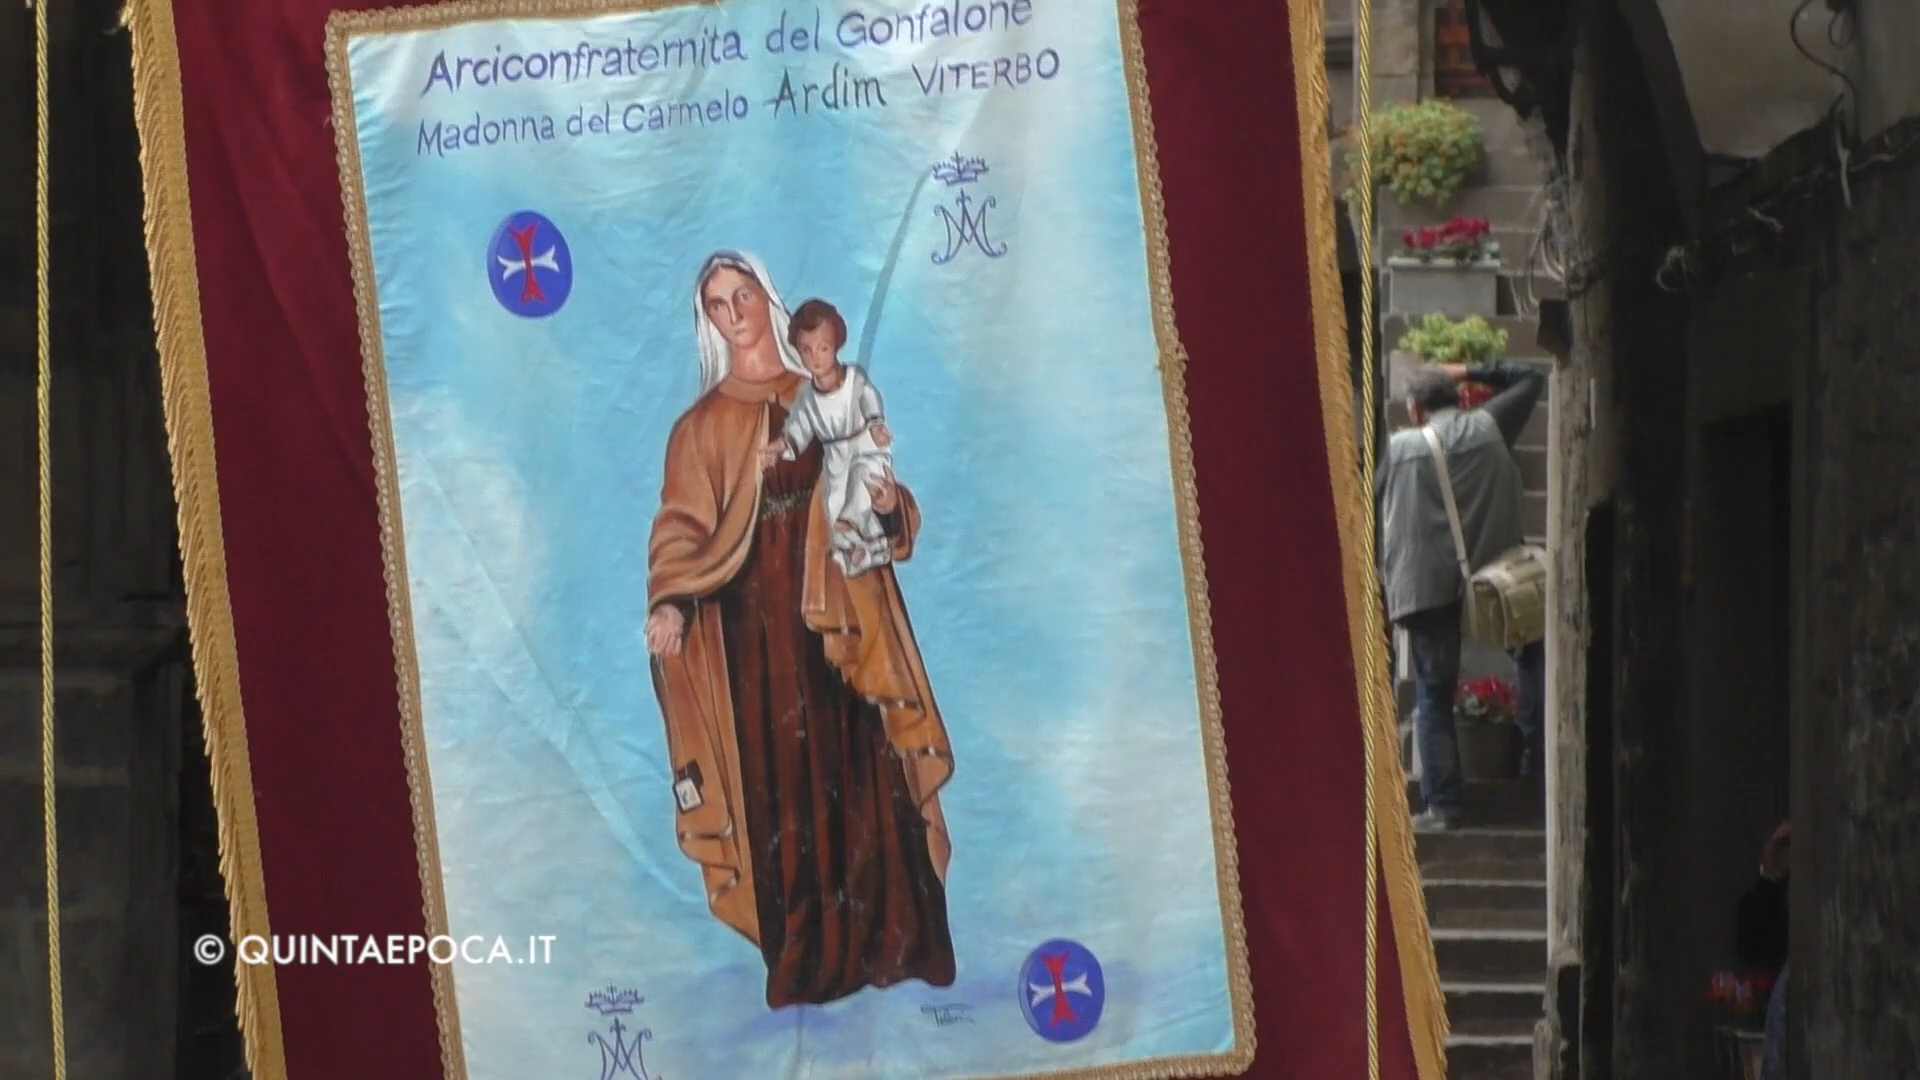 Arciconfraternita del Gonfalone
Madonna del Carmelo Ardim VITERBO
© QUINTAEPOCA.IT